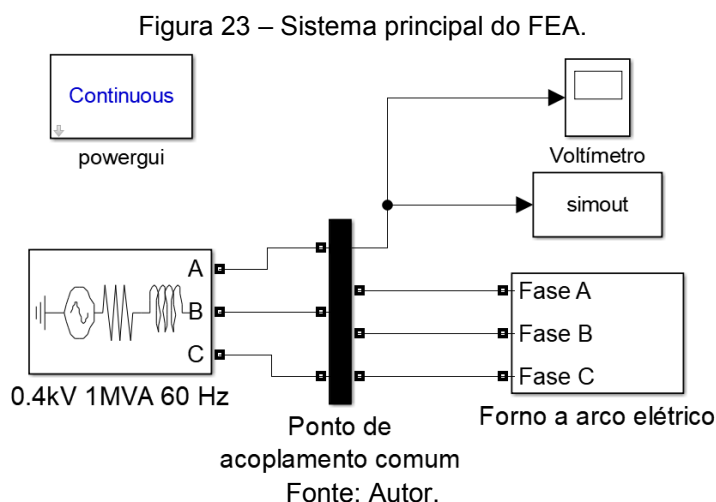 Figura 23 – Sistema principal do FEA.
Continuous
powergui
Voltímetro
simout
A
B
C
0.4kV 1MVA 60 Hz
Ponto de
acoplamento comum
Fase A
Fase B
Fase C
Forno a arco elétrico
Fonte: Autor.